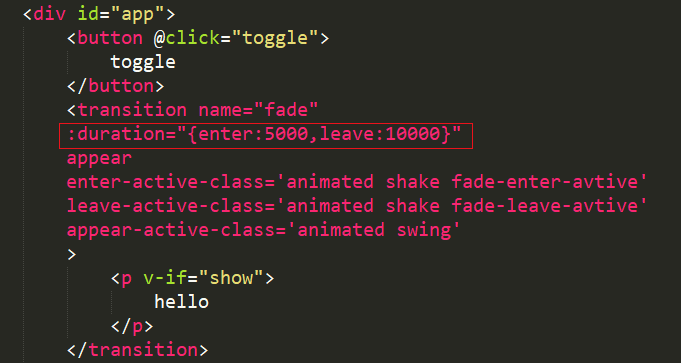 <div id="app">
<button @click="toggle">
toggle
</button>
<transition name="fade"
:duration="{enter:5000,leave:10000}"
appear
enter-active-class='animated shake fade-enter-avtive'
leave-active-class='animated shake fade-leave-avtive'
appear-active-class='animated swing'
>
<p v-if="show">
hello
</p>
</transition>